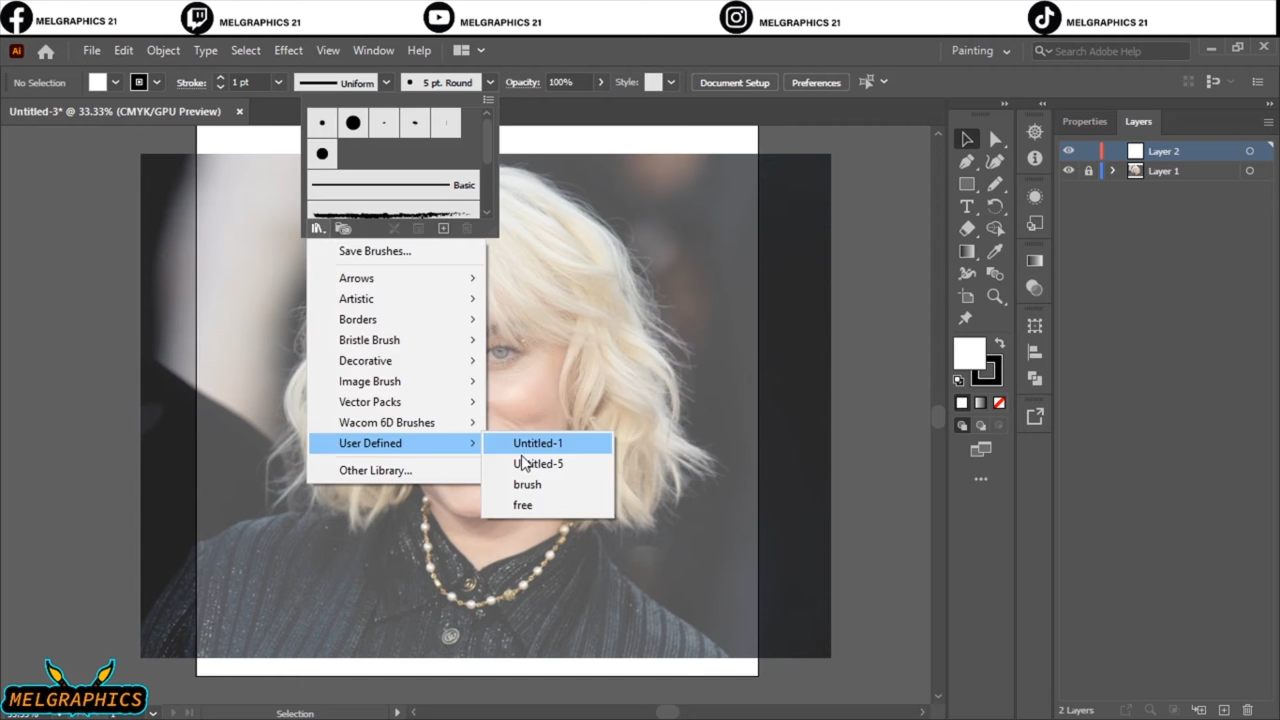 MELGRAPHICS 21
MELGRAPHICS 21
MELGRAPHICS 21
MELGRAPHICS 21
MELGRAPHICS 21
Ai
File Edit Object Type Select Effect View Window Help
Painting
Search Adobe Help
No Selection
Stroke:
1 pt
Uniform
5 pt. Round
Opacity:
100%
Style:
Document Setup
Preferences
Untitled-3* @ 33.33% (CMYK/GPU Preview)
Properties
Layers
Layer 2
Layer 1
Basic
Save Brushes...
Arrows
Artistic
Borders
Bristle Brush
Decorative
Image Brush
Vector Packs
Wacom 6D Brushes
User Defined
Other Library...
Untitled-1
Untitled-5
brush
free
MELGRAPHICS
Selection
2 Layers